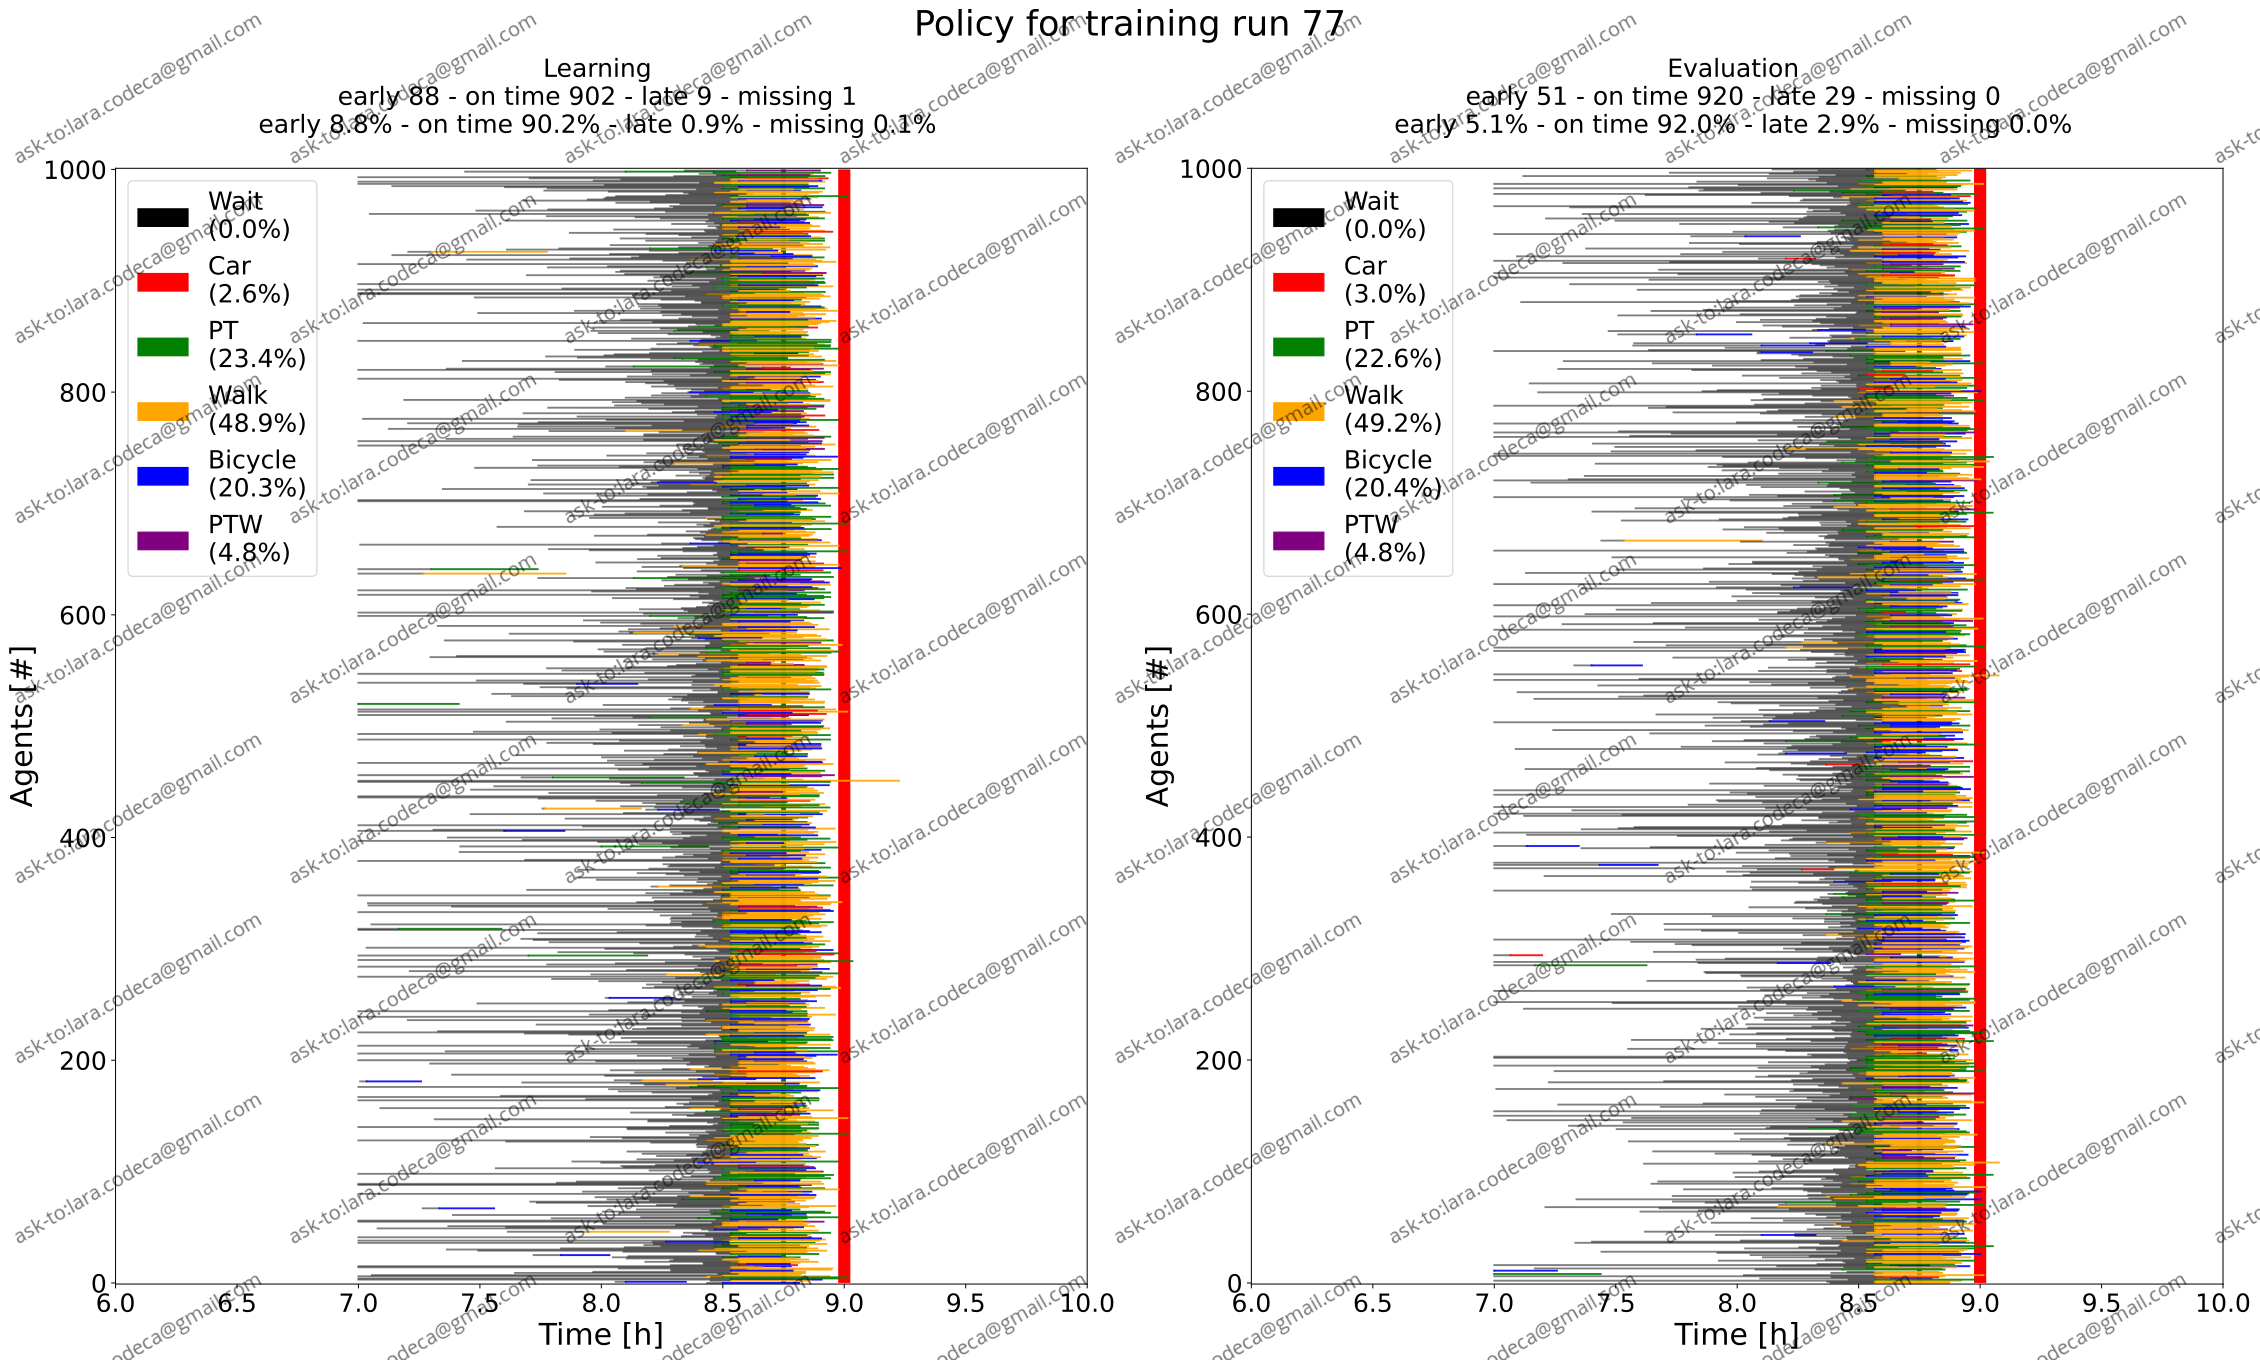 Policy for training run 77
Learning
early 88 - on time 902 - late 9 - missing 1
early 8.8% - on time 90.2% - late 0.9% - missing 0.1%
Agents [#]
1000
800
600
400
200
0
Wait
(0.0%)
Car
(2.6%)
PT
(23.4%)
Walk
(48.9%)
Bicycle
(20.3%)
PTW
(4.8%)
6.0 6.5 7.0 7.5 8.0 8.5 9.0 9.5 10.0
Time [h]
Evaluation
early 51 - on time 920 - late 29 - missing 0
early 5.1% - on time 92.0% - late 2.9% - missing 0.0%
Agents [#]
1000
800
600
400
200
0
Wait
(0.0%)
Car
(3.0%)
PT
(22.6%)
Walk
(49.2%)
Bicycle
(20.4%)
PTW
(4.8%)
6.0 6.5 7.0 7.5 8.0 8.5 9.0 9.5 10.0
Time [h]
ask-to:lara.codeca@gmail.com